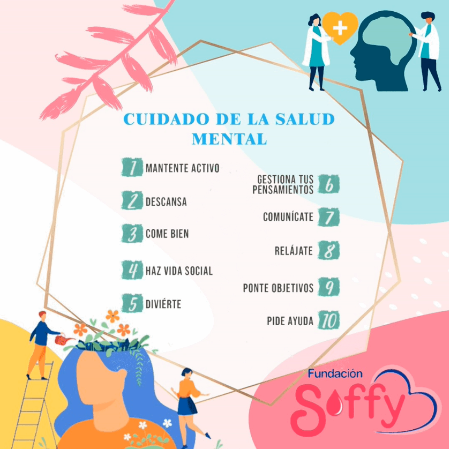 CUIDADO DE LA SALUD
MENTAL
1 MANTENTE ACTIVO
2 DESCANSA
3 COME BIEN
4 HAZ VIDA SOCIAL
5 DIVIÉRTE
GESTIONA TUS
PENSAMIENTOS 6
COMUNÍCATE 7
RELÁJATE 8
PONTE OBJETIVOS 9
PIDE AYUDA 10
Fundación
Soffy